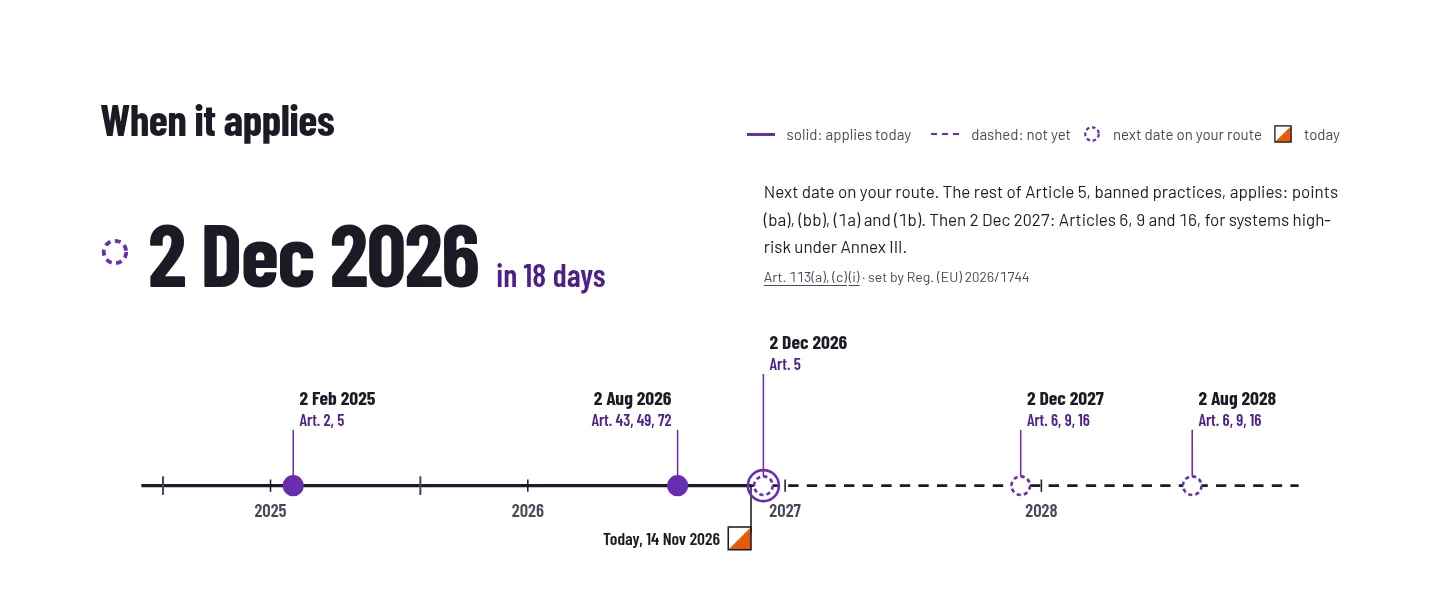 When it applies
solid: applies today
dashed: not yet
next date on your route
today
2 Dec 2026 in 18 days
Next date on your route. The rest of Article 5, banned practices, applies: points
(ba), (bb), (1a) and (1b). Then 2 Dec 2027: Articles 6, 9 and 16, for systems high-
risk under Annex III.
Art. 113(a), (c)(i) · set by Reg. (EU) 2026/1744
2 Dec 2026
Art. 5
2 Feb 2025
Art. 2, 5
2 Aug 2026
Art. 43, 49, 72
2 Dec 2027
Art. 6, 9, 16
2 Aug 2028
Art. 6, 9, 16
2025
2026
2027
2028
Today, 14 Nov 2026